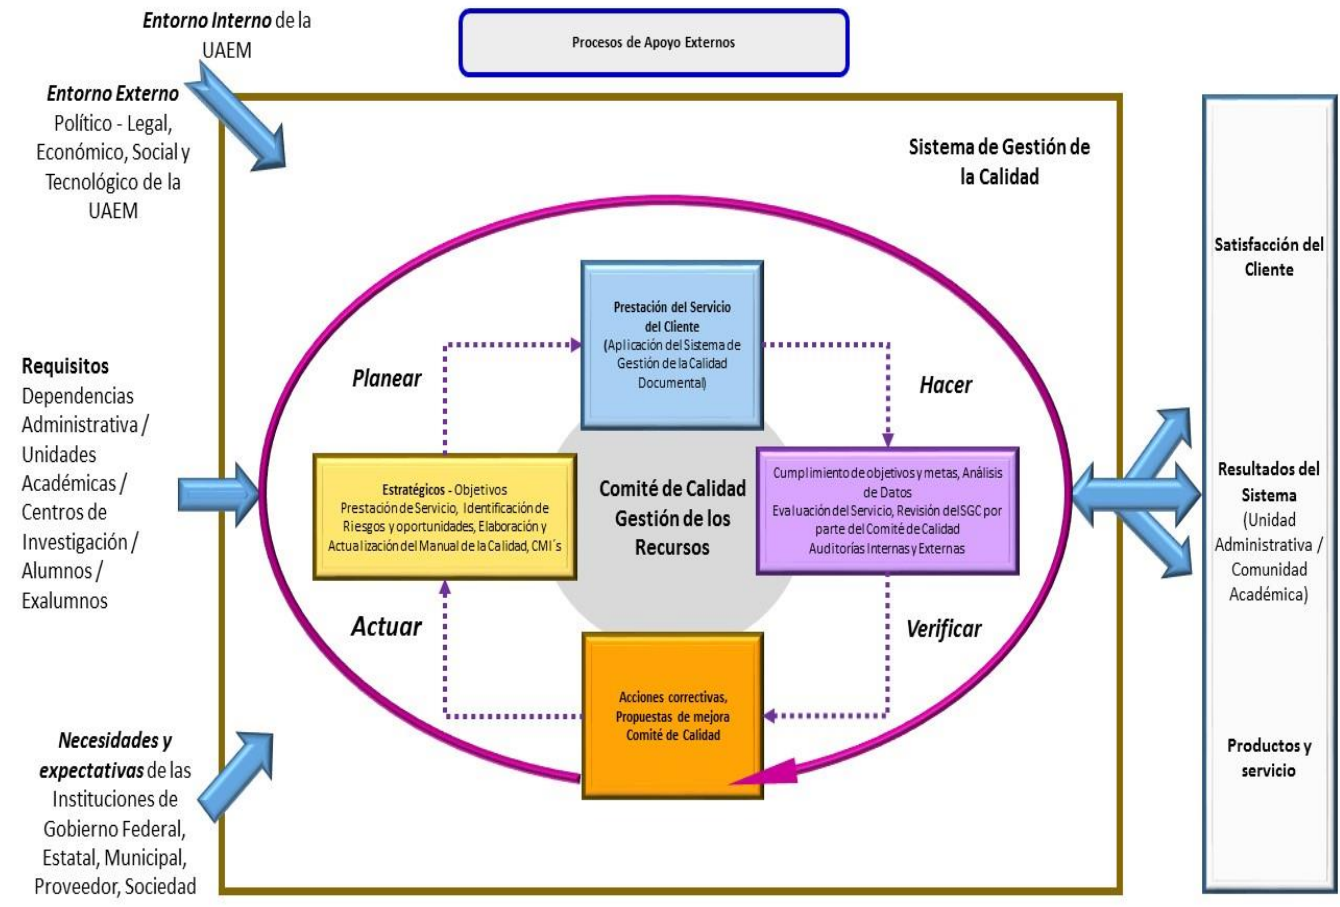 Entorno Interno de la
UAEM
Procesos de Apoyo Externos
Entorno Externo
Político - Legal,
Económico, Social y
Tecnológico de la
UAEM
Sistema de Gestión de
la Calidad
Requisitos
Dependencias
Administrativa /
Unidades
Académicas /
Centros de
Investigación /
Alumnos /
Exalumnos
Necesidades y
expectativas de las
Instituciones de
Gobierno Federal,
Estatal, Municipal,
Proveedor, Sociedad
Planear
Prestación del Servicio
del Cliente
(Aplicación del Sistema de
Gestión de la Calidad
Documental)
Hacer
Estratégicos - Objetivos
Prestación de Servicio, Identificación de
Riesgos y oportunidades, Elaboración y
Actualización del Manual de la Calidad, CMI´s
Comité de Calidad
Gestión de los
Recursos
Cumplimiento de objetivos y metas, Análisis
de Datos
Evaluación del Servicio, Revisión del SGC por
parte del Comité de Calidad
Auditorías Internas y Externas
Actuar
Verificar
Acciones correctivas,
Propuestas de mejora
Comité de Calidad
Satisfacción del
Cliente
Resultados del
Sistema
(Unidad
Administrativa /
Comunidad
Académica)
Productos y
servicio